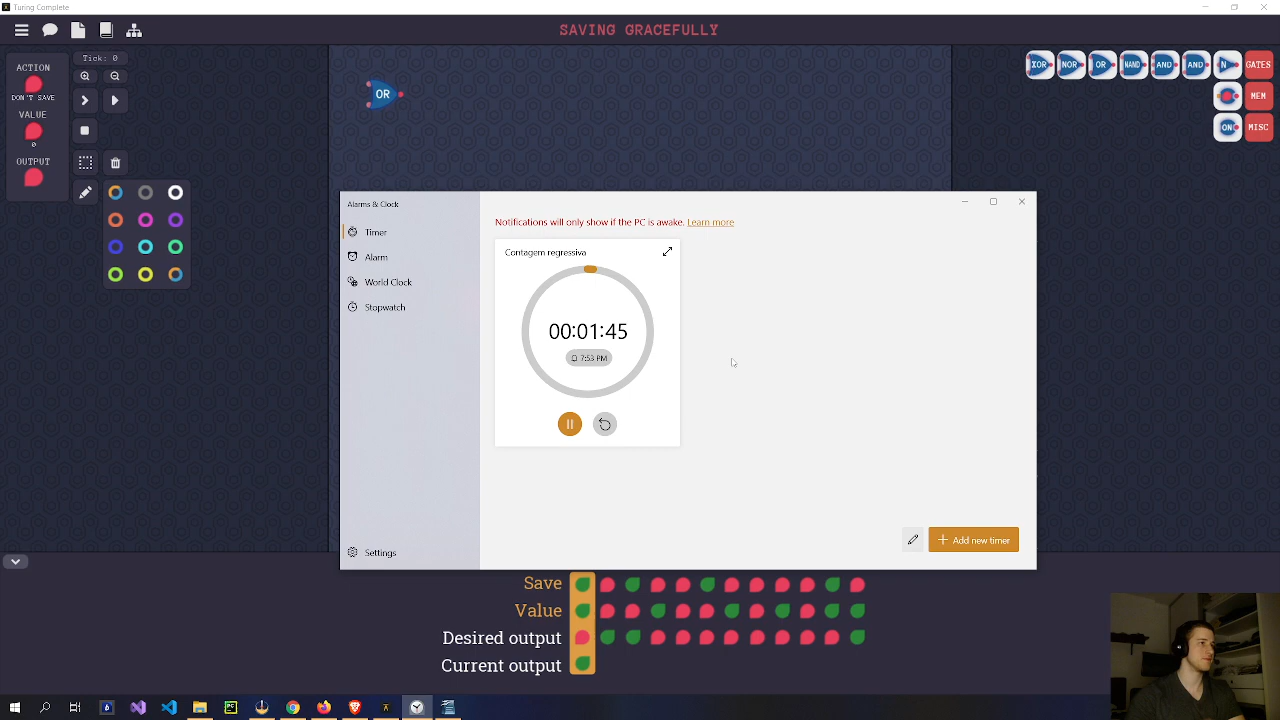 Turing Complete
SAVING GRACEFULLY
Tick: 0
ACTION
DON'T SAVE
VALUE
0
OUTPUT
OR
XOR
NOR
OR
NAND
AND
AND
N
GATES
MEM
ON
MISC
Alarms & Clock
Timer
Alarm
World Clock
Stopwatch
Settings
Notifications will only show if the PC is awake. Learn more
Contagem regressiva
00:01:45
7:53 PM
Add new timer
Save
Value
Desired output
Current output